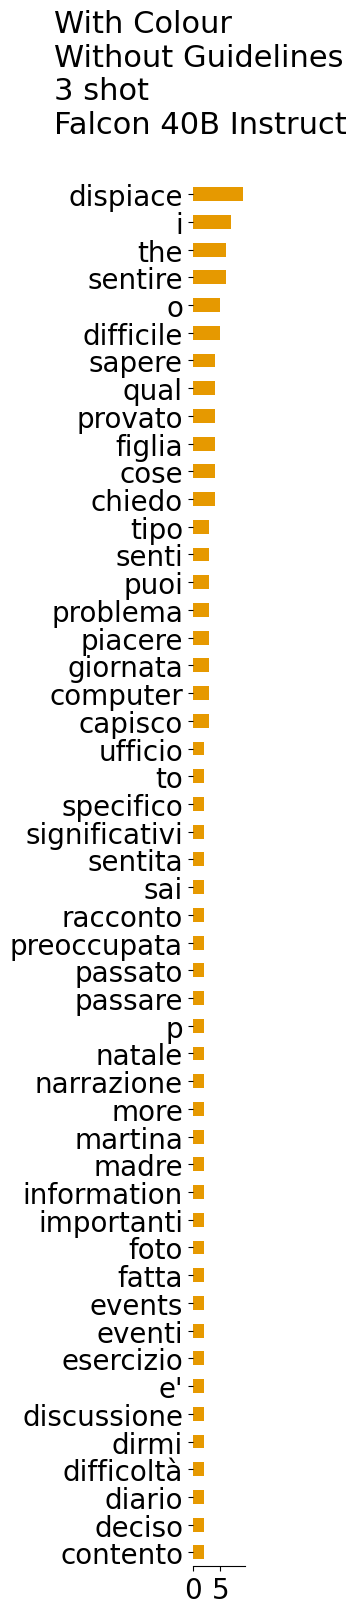 With Colour
Without Guidelines
3 shot
Falcon 40B Instruct
dispiace
i
the
sentire
o
difficile
sapere
qual
provato
figlia
cose
chiedo
tipo
senti
puoi
problema
piacere
giornata
computer
capisco
ufficio
to
specifico
significativi
sentita
sai
racconto
preoccupata
passato
passare
p
natale
narrazione
more
martina
madre
information
importanti
foto
fatta
events
eventi
esercizio
e'
discussione
dirmi
difficoltà
diario
deciso
contento
0 5